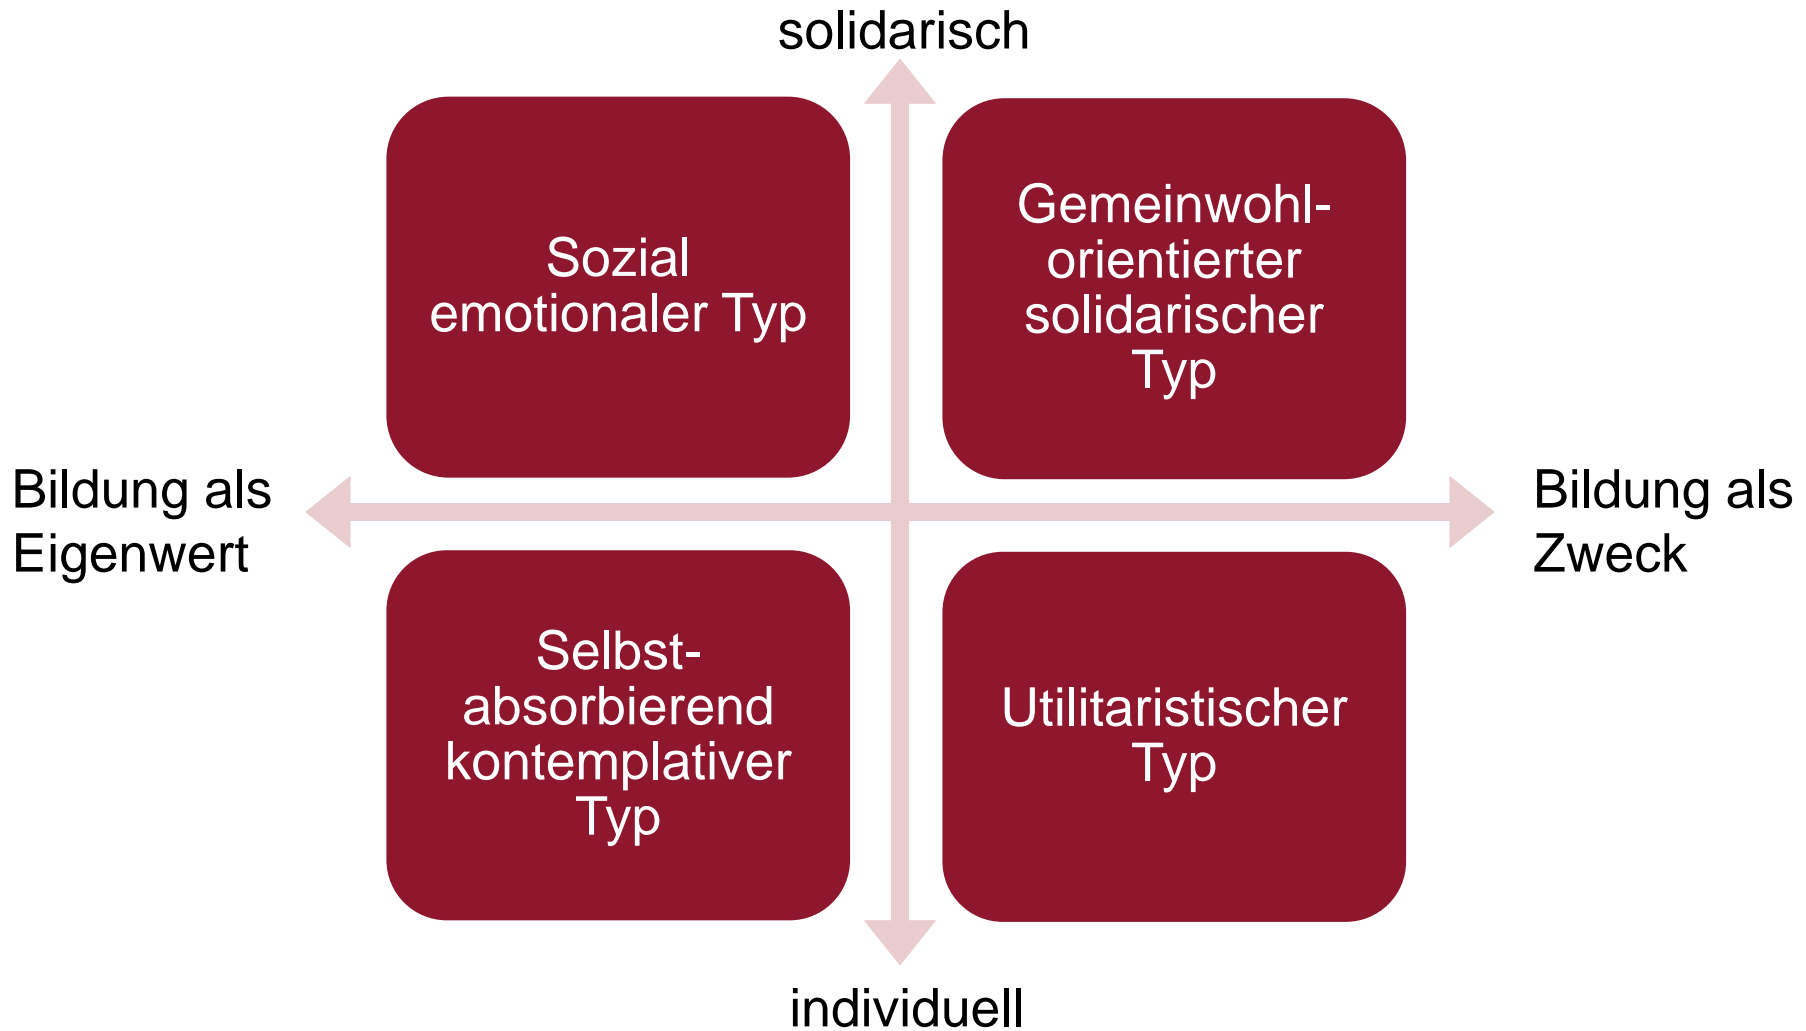 solidarisch
Sozial
emotionaler Typ
Gemeinwohl-
orientierter
solidarischer
Typ
Bildung als
Eigenwert
Bildung als
Zweck
Selbst-
absorbierend
kontemplativer
Typ
Utilitaristischer
Typ
individuell